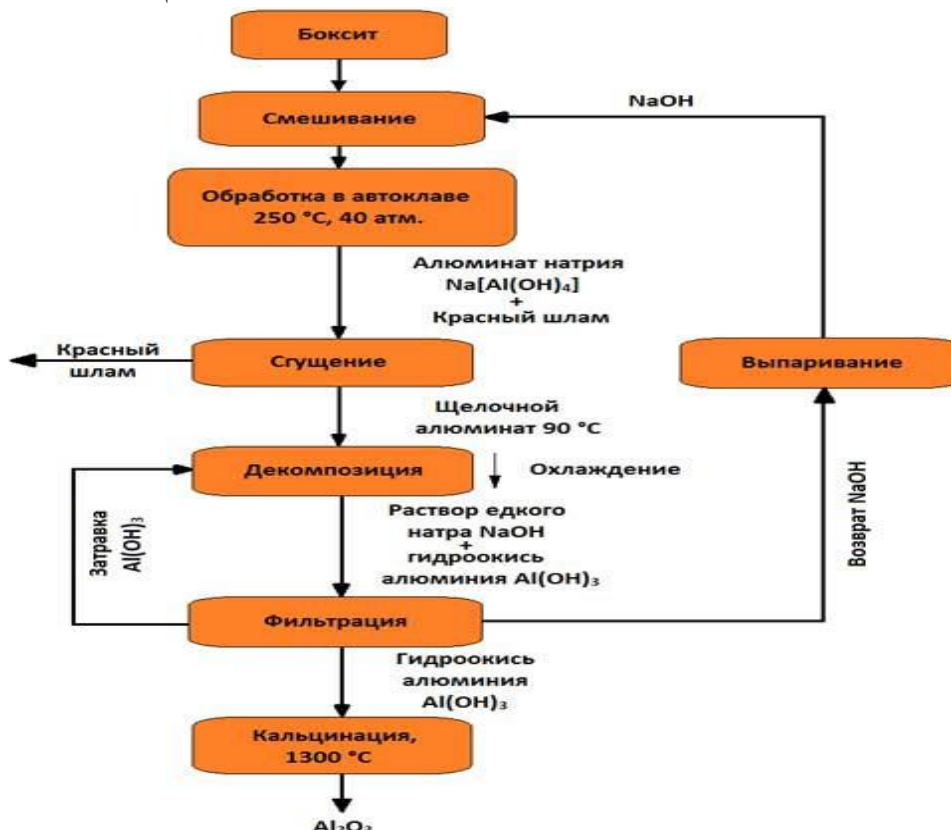 Боксит
NaOH
Смешивание
Обработка в автоклаве
250 °C, 40 атм.
Алюминат натрия
Na[Al(OH)₄]
+
Красный шлам
Красный
шлам
Сгущение
Выпаривание
Щелочной
алюминат 90 °C
Декомпозиция
Охлаждение
Затравка
Al(OH)₃
Раствор едкого
натра NaOH
+
гидроокись
алюминия Al(OH)₃
Возврат NaOH
Фильтрация
Гидроокись
алюминия
Al(OH)₃
Кальцинация,
1300 °C
Al₂O₃